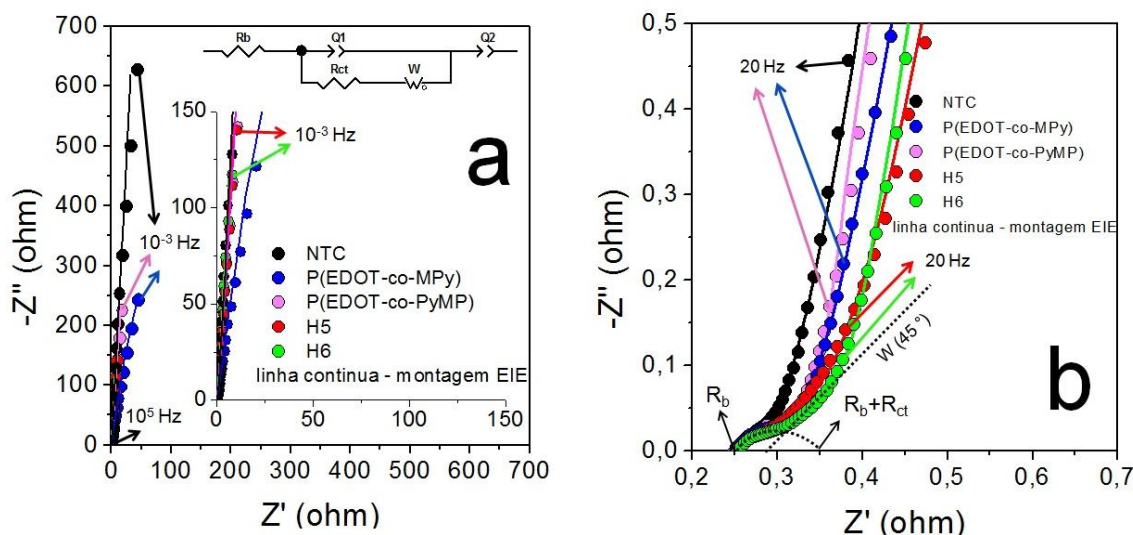 700
600
500
400
300
200
100
0
-Z" (ohm)
0 100 200 300 400 500 600 700
Z' (ohm)
Rb
Q1
Q2
Rct
W
a
150
100
50
0
0 50 100 150
10⁻³ Hz
10⁻³ Hz
10⁵ Hz
NTC
P(EDOT-co-MPy)
P(EDOT-co-PyMP)
H5
H6
linha continua - montagem EIE
0,5
0,4
0,3
0,2
0,1
0,0
-Z" (ohm)
0,2 0,3 0,4 0,5 0,6 0,7
Z' (ohm)
20 Hz
NTC
P(EDOT-co-MPy)
P(EDOT-co-PyMP)
H5
H6
linha continua - montagem EIE
20 Hz
W (45°)
Rb
Rb+Rct
b